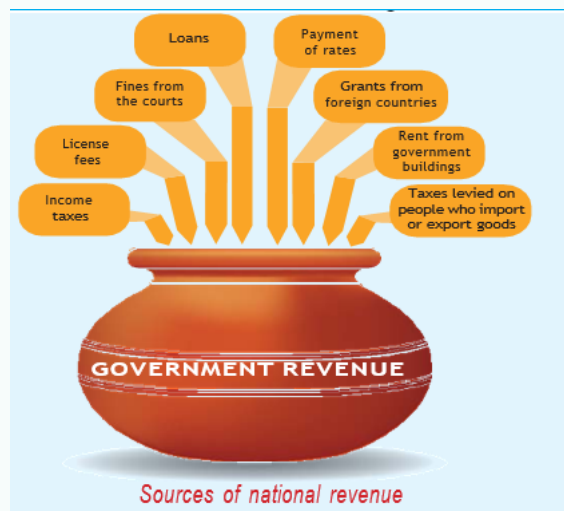 Loans
Payment
of rates
Fines from
the courts
Grants from
foreign countries
License
fees
Rent from
government
buildings
Income
taxes
Taxes levied on
people who import
or export goods
GOVERNMENT REVENUE
Sources of national revenue